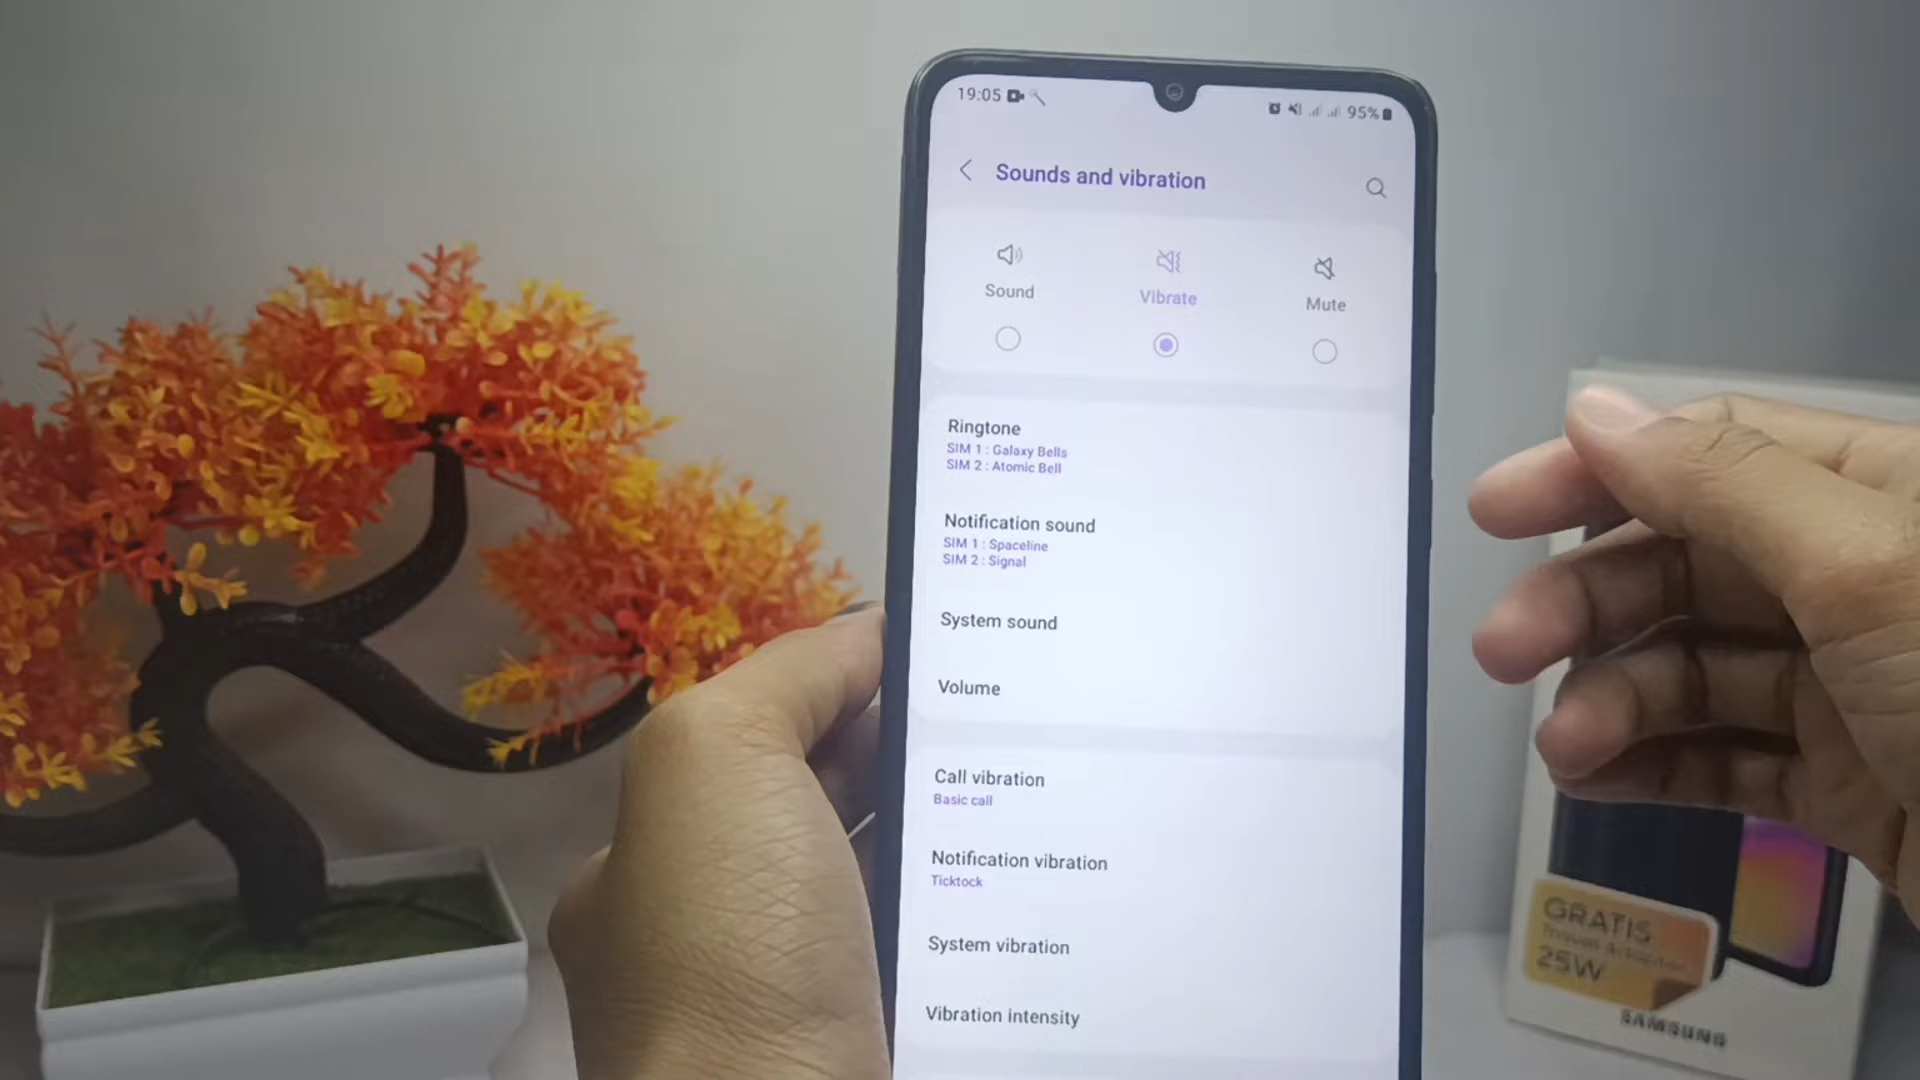 19:05
95%
Sounds and vibration
Sound
Vibrate
Mute
Ringtone
SIM 1 : Galaxy Bells
SIM 2 : Atomic Bell
Notification sound
SIM 1 : Spaceline
SIM 2 : Signal
System sound
Volume
Call vibration
Basic call
Notification vibration
Ticktock
System vibration
Vibration intensity
GRATIS
Travel Adapter
25W
SAMSUNG